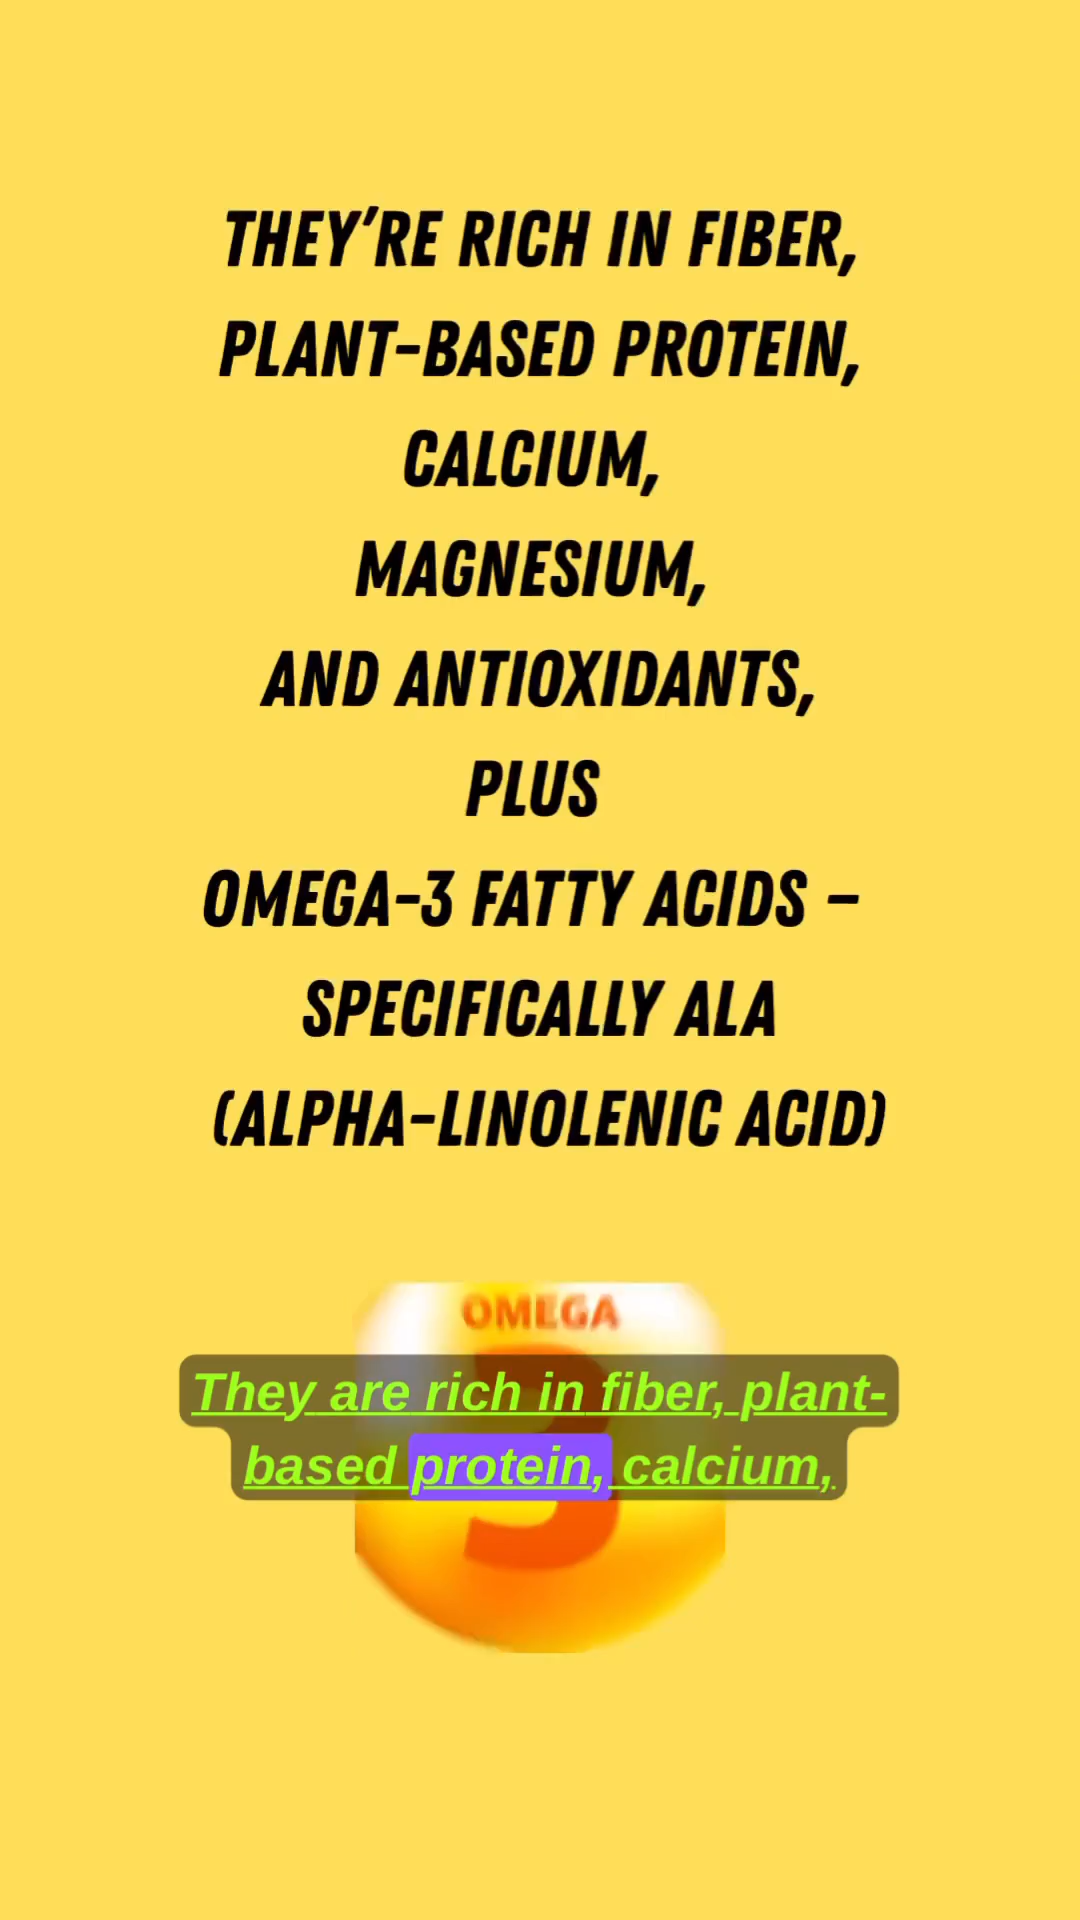 THEY'RE RICH IN FIBER,
PLANT-BASED PROTEIN,
CALCIUM,
MAGNESIUM,
AND ANTIOXIDANTS,
PLUS
OMEGA-3 FATTY ACIDS –
SPECIFICALLY ALA
(ALPHA-LINOLENIC ACID)
OMEGA
3
They are rich in fiber, plant-
based protein, calcium,